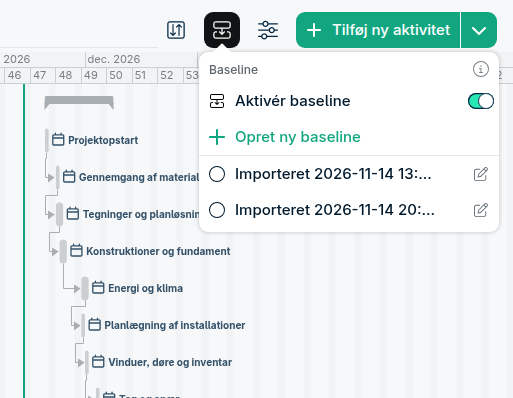 Tilføj ny aktivitet
2026
dec. 2026
46 47 48 49 50 51 52 53
02
Baseline
Aktivér baseline
Opret ny baseline
Importeret 2026-11-14 13:...
Importeret 2026-11-14 20:...
Projektopstart
Gennemgang af material
Tegninger og planløsnin
Konstruktioner og fundament
Energi og klima
Planlægning af installationer
Vinduer, døre og inventar